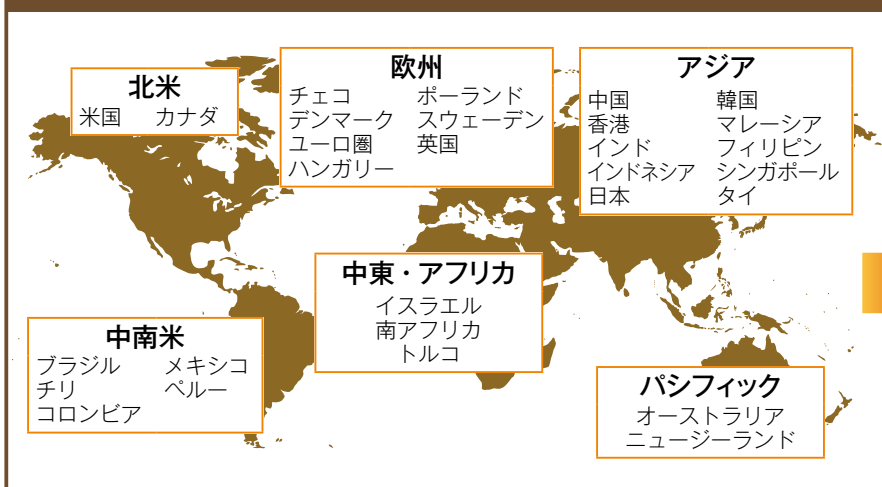 北米
米国 カナダ
欧州
チェコ ポーランド
デンマーク スウェーデン
ユーロ圏 英国
ハンガリー
アジア
中国 韓国
香港 マレーシア
インド フィリピン
インドネシア シンガポール
日本 タイ
中東・アフリカ
イスラエル
南アフリカ
トルコ
中南米
ブラジル メキシコ
チリ ペルー
コロンビア
パシフィック
オーストラリア
ニュージーランド